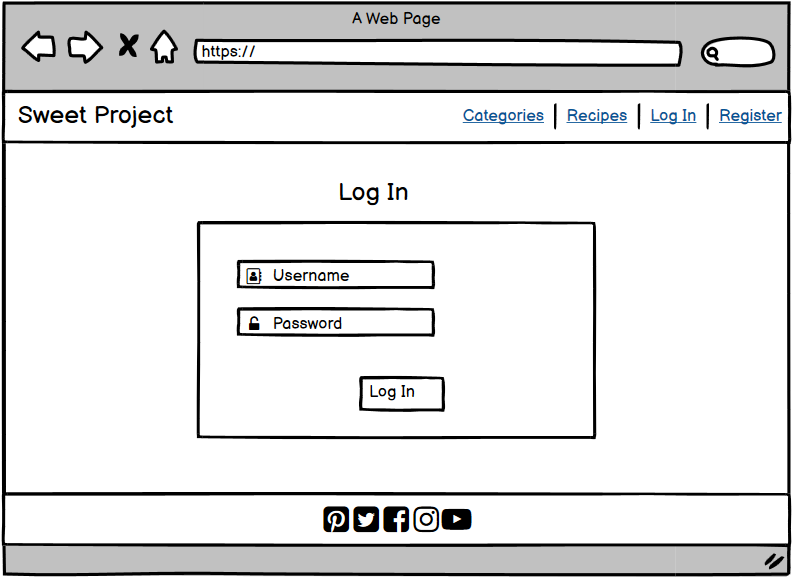 A Web Page
https://
Sweet Project
Categories Recipes Log In Register
Log In
Username
Password
Log In